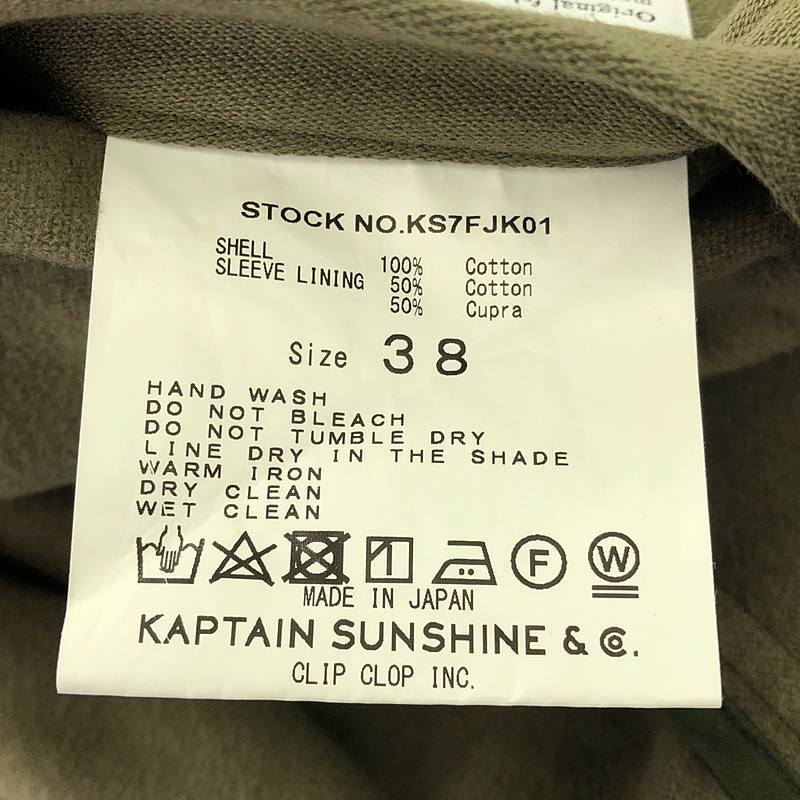 Original
STOCK NO.KS7FJK01
SHELL 100% Cotton
SLEEVE LINING 50% Cotton
50% Cupra
Size 38
HAND WASH
DO NOT BLEACH
DO NOT TUMBLE DRY
LINE DRY IN THE SHADE
WARM IRON
DRY CLEAN
WET CLEAN
F W
MADE IN JAPAN
KAPTAIN SUNSHINE & Co.
CLIP CLOP INC.